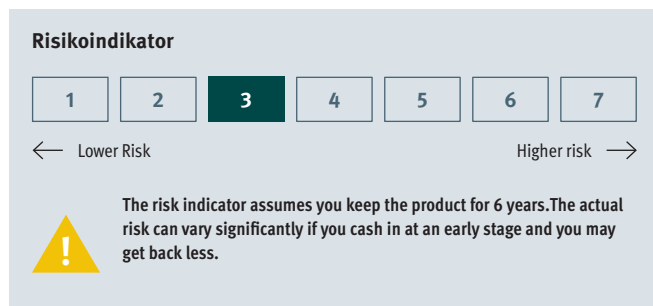 Risikoindikator
1 2 3 4 5 6 7
Lower Risk Higher risk
The risk indicator assumes you keep the product for 6 years.The actual
risk can vary significantly if you cash in at an early stage and you may
get back less.
!